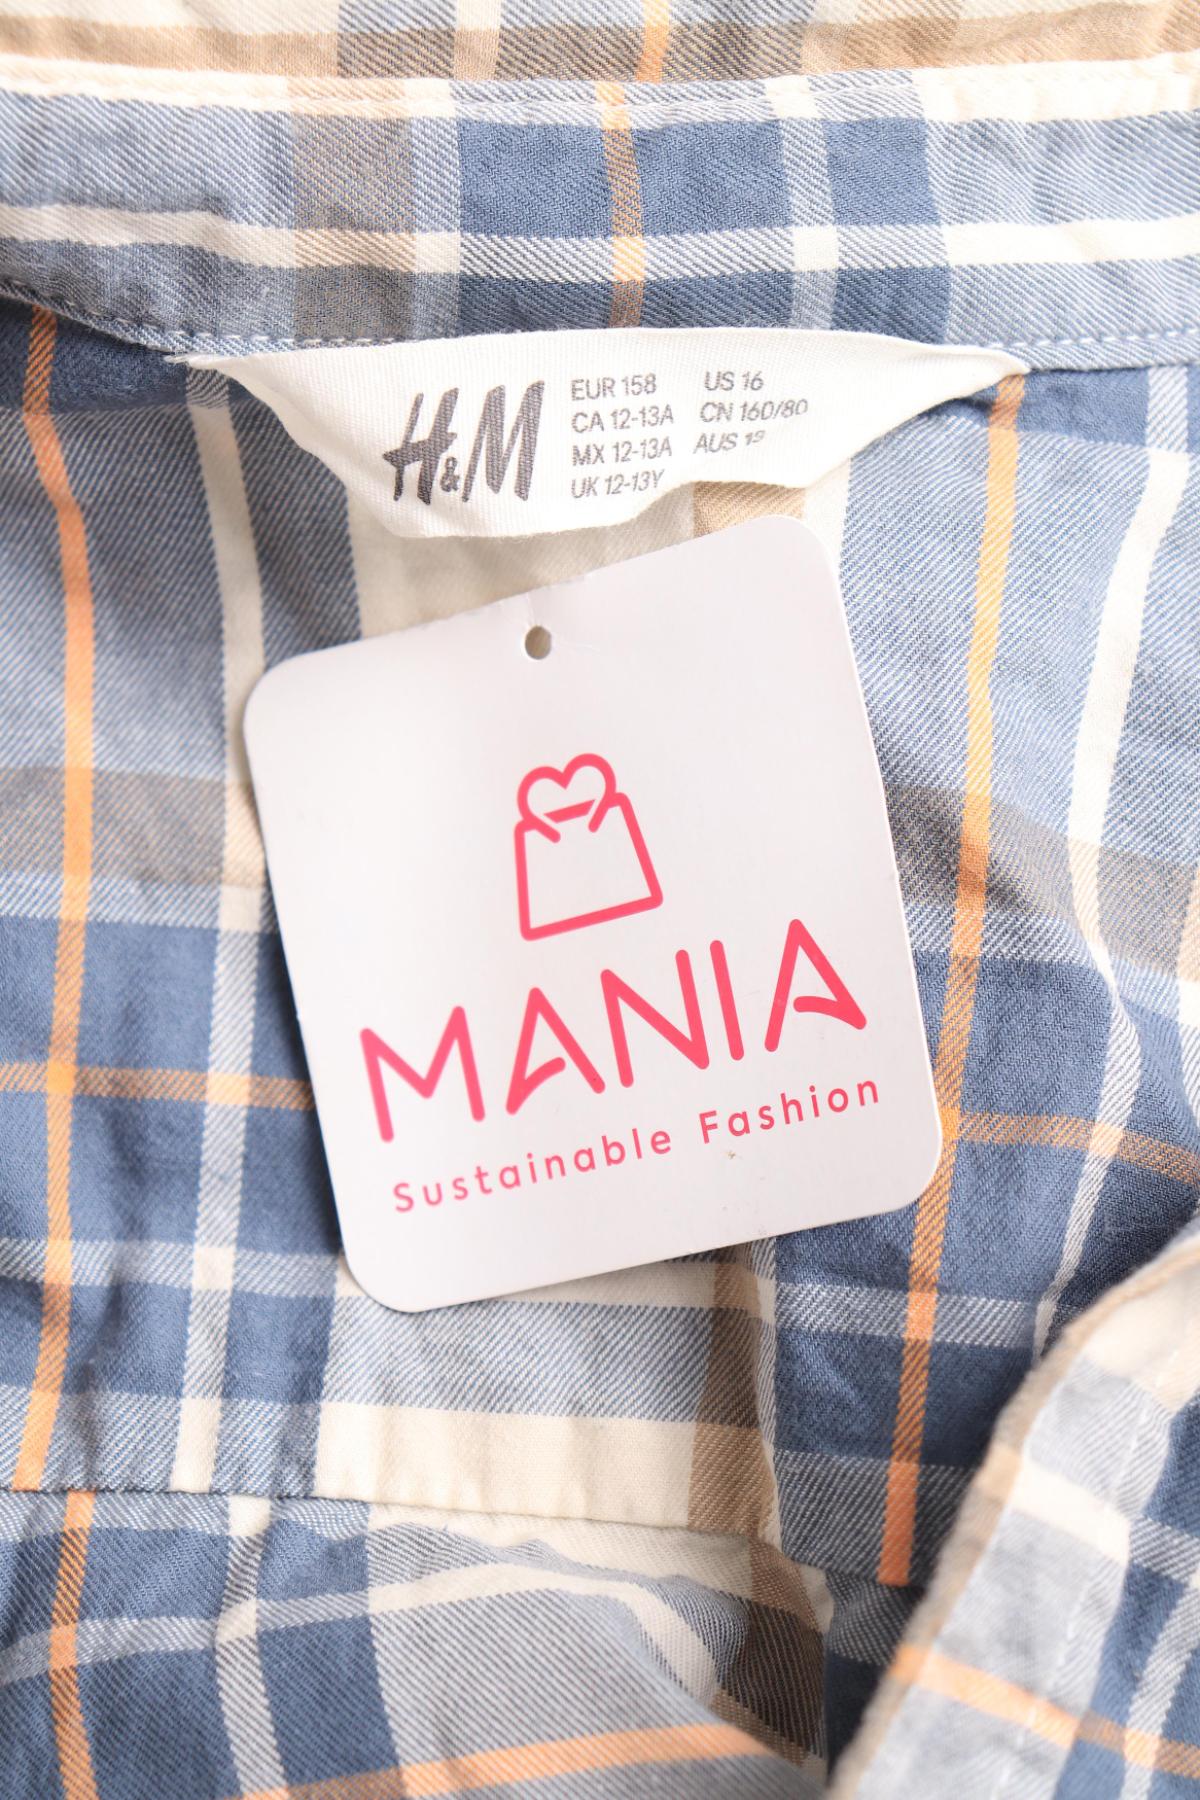 H&M
EUR 158 US 16
CA 12-13A CN 160/80
MX 12-13A AUS
UK 12-13Y
MANIA
Sustainable Fashion